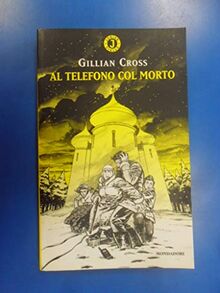 GILLIAN CROSS
AL TELEFONO COL MORTO
MONDADORI